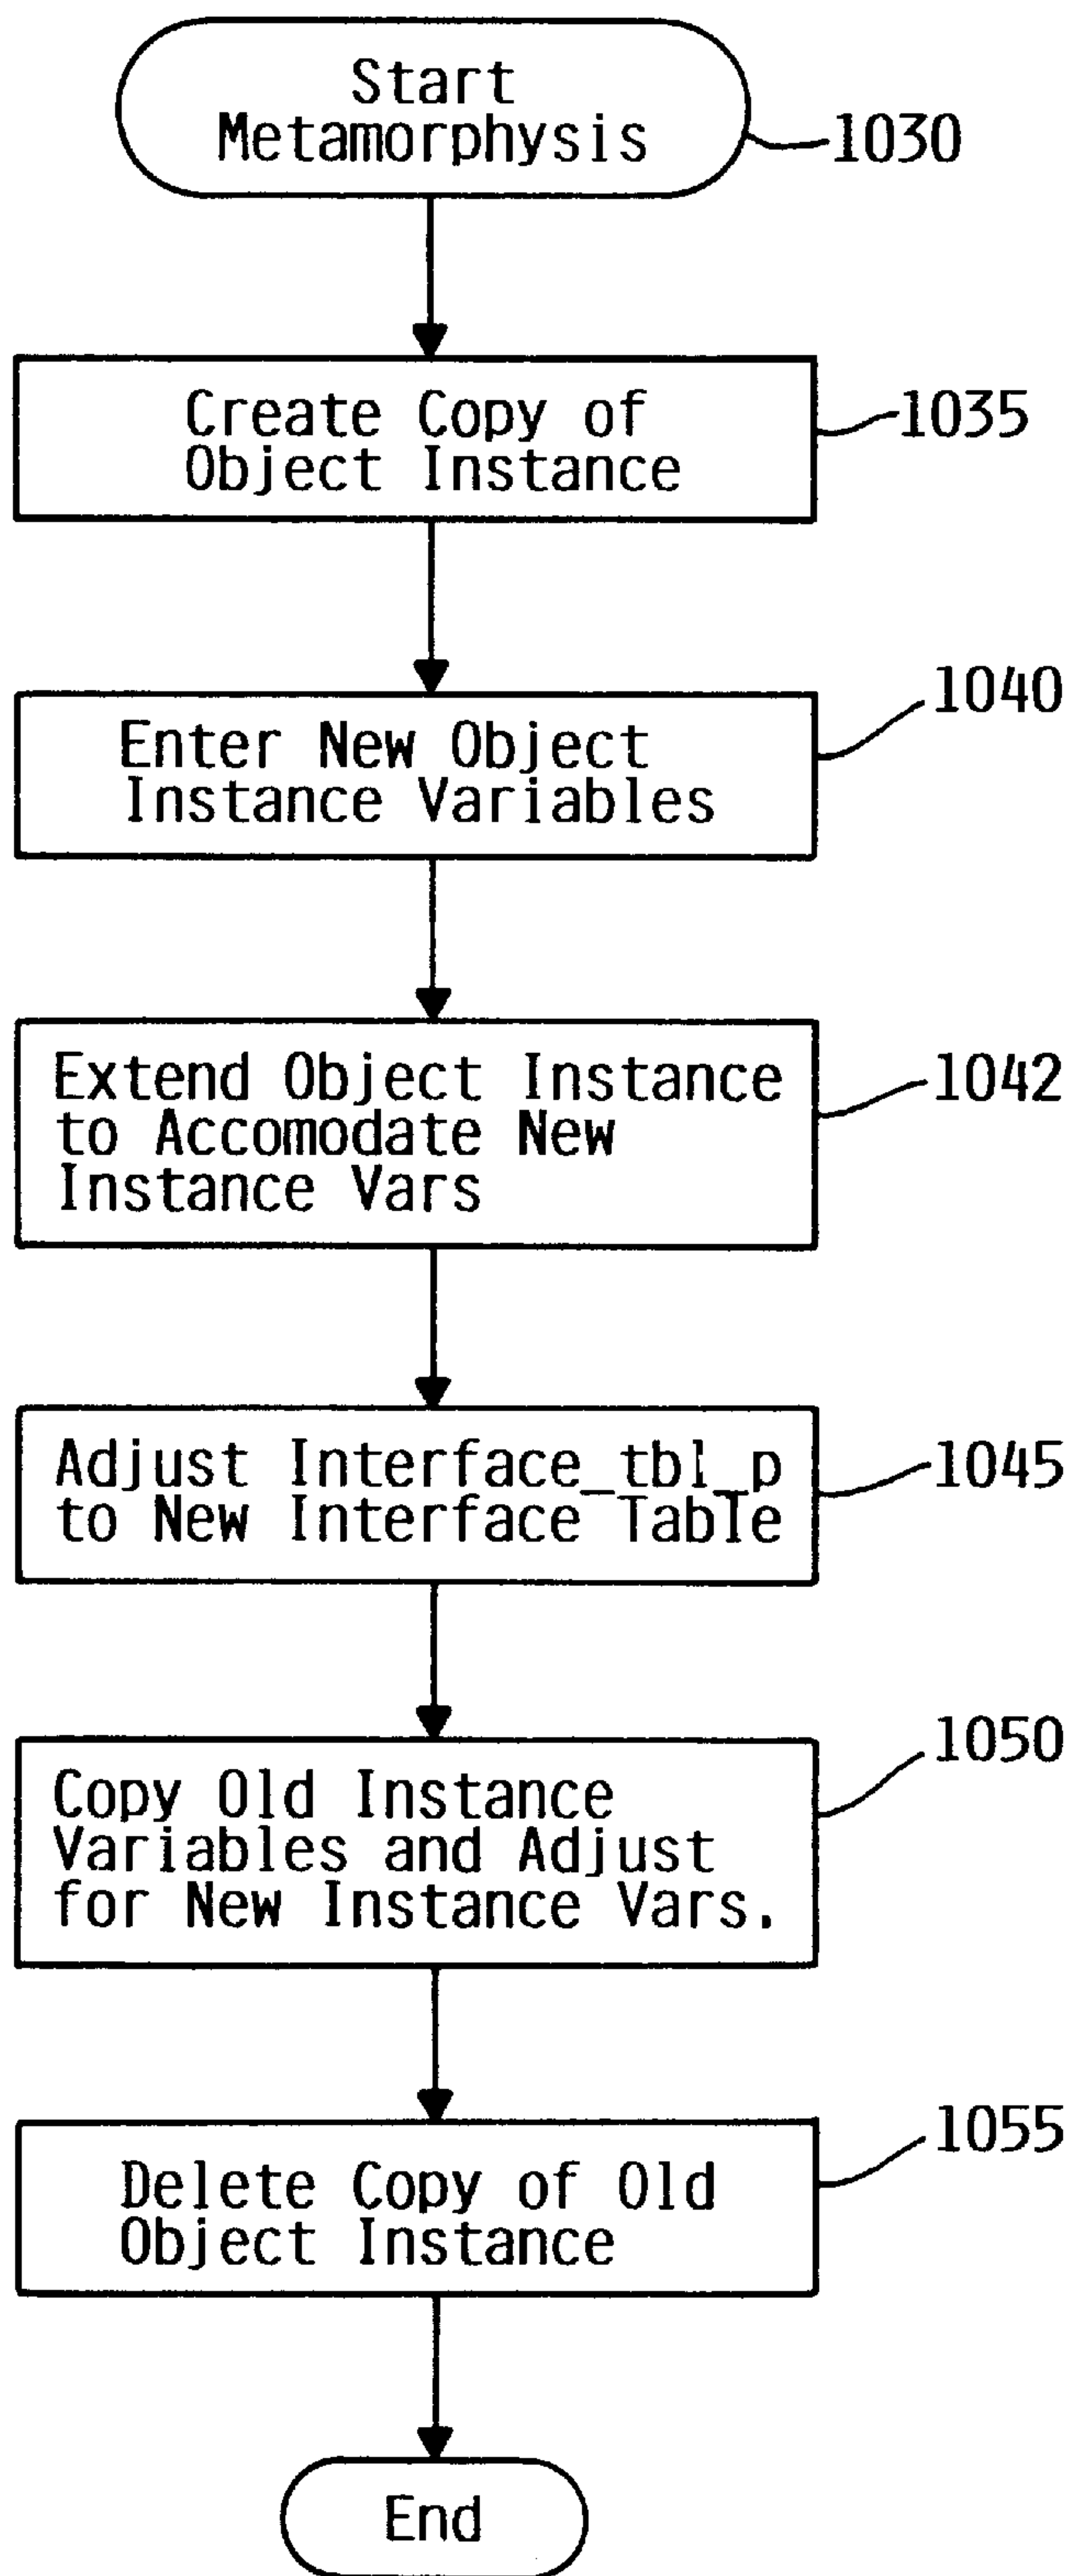 Start
Metamorphysis
1030
Create Copy of
Object Instance
1035
Enter New Object
Instance Variables
1040
Extend Object Instance
to Accomodate New
Instance Vars
1042
Adjust Interface_tbl_p
to New Interface Table
1045
Copy Old Instance
Variables and Adjust
for New Instance Vars.
1050
Delete Copy of Old
Object Instance
1055
End